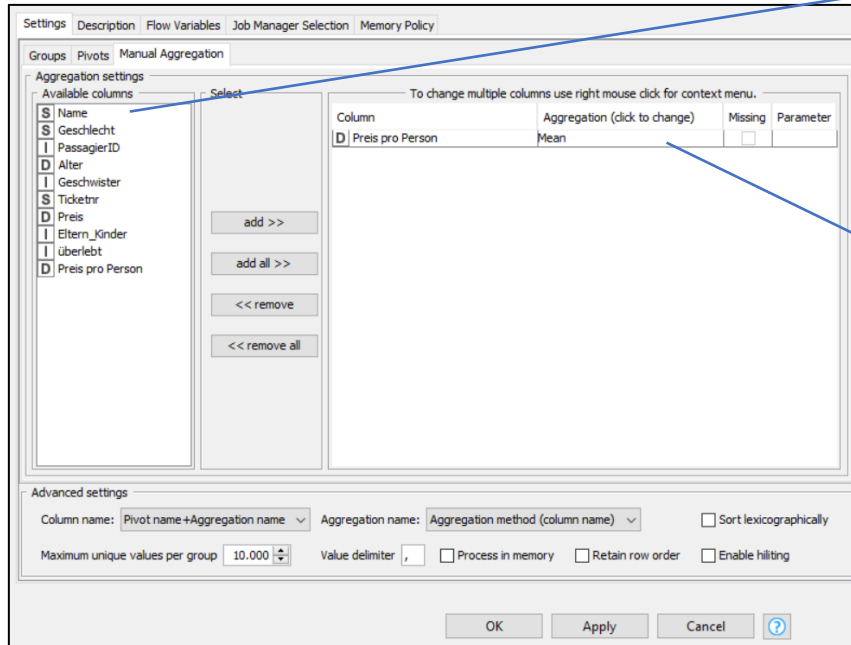 Settings Description Flow Variables Job Manager Selection Memory Policy
Groups Pivots Manual Aggregation
Aggregation settings
Available columns
S Name
S Geschlecht
I PassagierID
D Alter
I Geschwister
S Ticketnr
D Preis
I Eltern_Kinder
I überlebt
D Preis pro Person
Select
add >>
add all >>
<< remove
<< remove all
To change multiple columns use right mouse click for context menu.
Column Aggregation (click to change) Missing Parameter
D Preis pro Person Mean
Advanced settings
Column name: Pivot name+Aggregation name Aggregation name: Aggregation method (column name) Sort lexicographically
Maximum unique values per group 10.000 Value delimiter , Process in memory Retain row order Enable hiliting
OK Apply Cancel ?